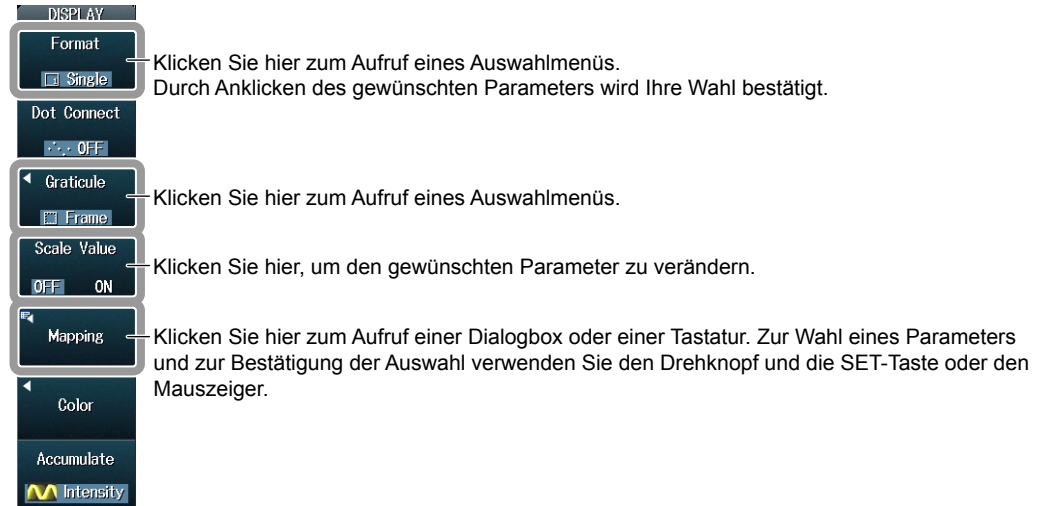 DISPLAY
Format
Single
Klicken Sie hier zum Aufruf eines Auswahlmenüs.
Durch Anklicken des gewünschten Parameters wird Ihre Wahl bestätigt.
Dot Connect
OFF
Graticule
Frame
Klicken Sie hier zum Aufruf eines Auswahlmenüs.
Scale Value
OFF ON
Klicken Sie hier, um den gewünschten Parameter zu verändern.
Mapping
Klicken Sie hier zum Aufruf einer Dialogbox oder einer Tastatur. Zur Wahl eines Parameters
und zur Bestätigung der Auswahl verwenden Sie den Drehknopf und die SET-Taste oder den
Mauszeiger.
Color
Accumulate
Intensity